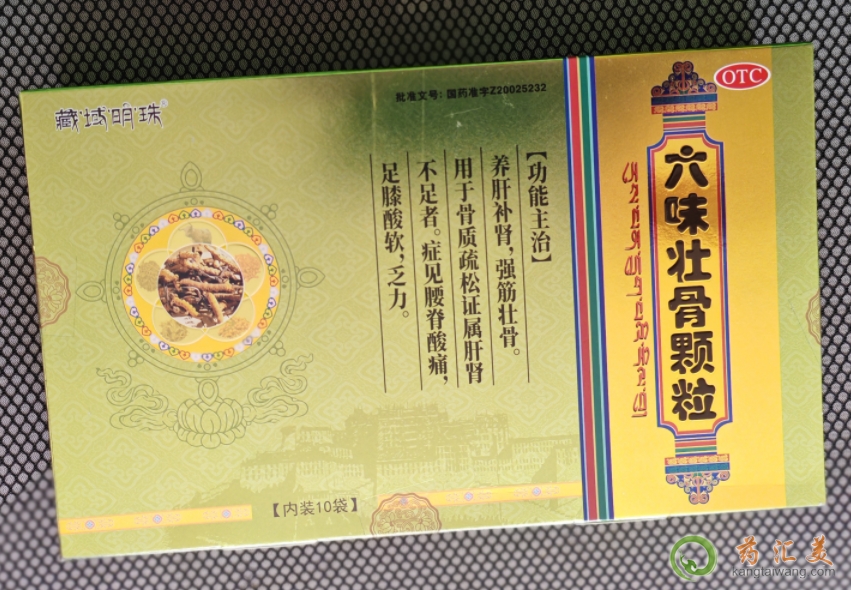 藏域明珠®
批准文号：国药准字Z20025232
OTC
六味壮骨颗粒
【功能主治】
养肝补肾，强筋壮骨。
用于骨质疏松证属肝肾
不足者。症见腰脊酸痛，
足膝酸软，乏力。
【内装10袋】
药汇美
kangtaiwang.com